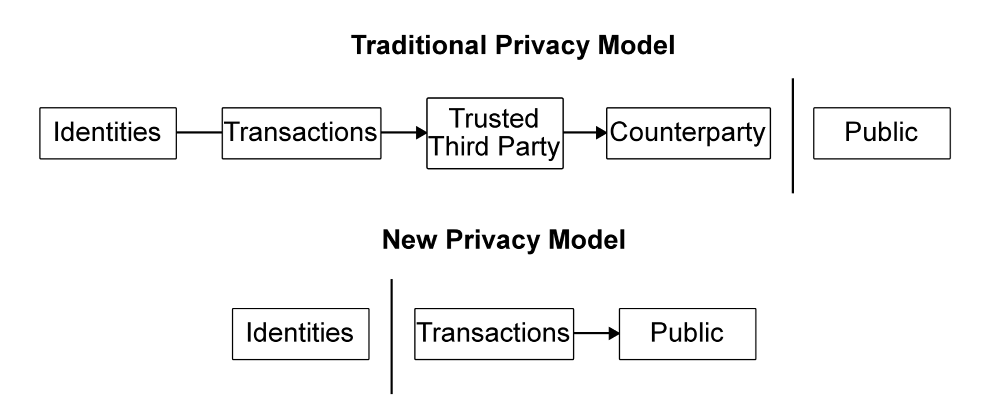 Traditional Privacy Model
Identities
Transactions
Trusted
Third Party
Counterparty
Public
New Privacy Model
Identities
Transactions
Public